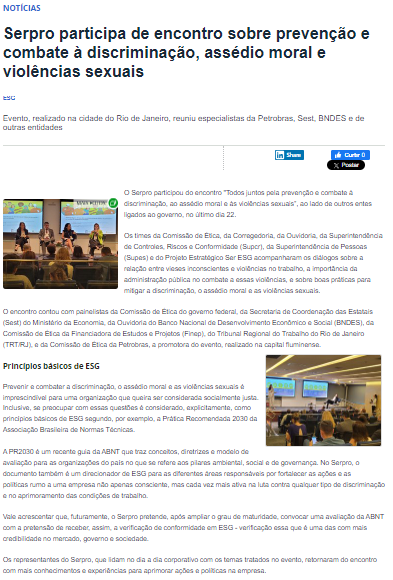 NOTÍCIAS
Serpro participa de encontro sobre prevenção e
combate à discriminação, assédio moral e
violências sexuais
ESG
Evento, realizado na cidade do Rio de Janeiro, reuniu especialistas da Petrobras, Sest, BNDES e de
outras entidades
Share
Curtir 0
Postar
O Serpro participou do encontro "Todos juntos pela prevenção e combate à
discriminação, ao assédio moral e às violências sexuais", ao lado de outros entes
ligados ao governo, no último dia 22.
Os times da Comissão de Ética, da Corregedoria, da Ouvidoria, da Superintendência
de Controles, Riscos e Conformidade (Supcr), da Superintendência de Pessoas
(Supes) e do Projeto Estratégico Ser ESG acompanharam os diálogos sobre a
relação entre vieses inconscientes e violências no trabalho, a importância da
administração pública no combate a essas violências, e sobre boas práticas para
mitigar a discriminação, o assédio moral e as violências sexuais.
O encontro contou com painelistas da Comissão de Ética do governo federal, da Secretaria de Coordenação das Estatais
(Sest) do Ministério da Economia, da Ouvidoria do Banco Nacional de Desenvolvimento Econômico e Social (BNDES), da
Comissão de Ética da Financiadora de Estudos e Projetos (Finep), do Tribunal Regional do Trabalho do Rio de Janeiro
(TRT/RJ), e da Comissão de Ética da Petrobras, a promotora do evento, realizado na capital fluminense.
Princípios básicos de ESG
Prevenir e combater a discriminação, o assédio moral e as violências sexuais é
imprescindível para uma organização que queira ser considerada socialmente justa.
Inclusive, se preocupar com essas questões é considerado, explicitamente, como
princípios básicos de ESG segundo, por exemplo, a Prática Recomendada 2030 da
Associação Brasileira de Normas Técnicas.
A PR2030 é um recente guia da ABNT que traz conceitos, diretrizes e modelo de
avaliação para as organizações do país no que se refere aos pilares ambiental, social e de governança. No Serpro, o
documento também é um direcionador de ESG para as diferentes áreas responsáveis por fortalecer as ações e as
políticas rumo a uma empresa não apenas consciente, mas cada vez mais ativa na luta contra qualquer tipo de discriminação
e no aprimoramento das condições de trabalho.
Vale acrescentar que, futuramente, o Serpro pretende, após ampliar o grau de maturidade, convocar uma avaliação da ABNT
com a pretensão de receber, assim, a verificação de conformidade em ESG - verificação essa que é uma das com mais
credibilidade no mercado, governo e sociedade.
Os representantes do Serpro, que lidam no dia a dia corporativo com os temas tratados no evento, retornaram do encontro
com mais conhecimentos e experiências para aprimorar ações e políticas na empresa.